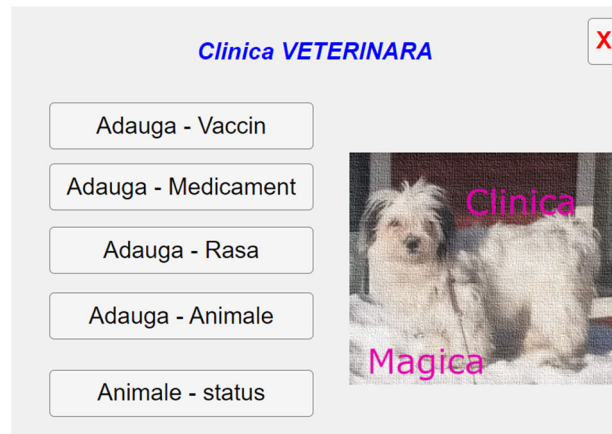 Clinica VETERINARA
X
Adauga - Vaccin
Adauga - Medicament
Adauga - Rasa
Adauga - Animale
Animale - status
Clinica
Magica